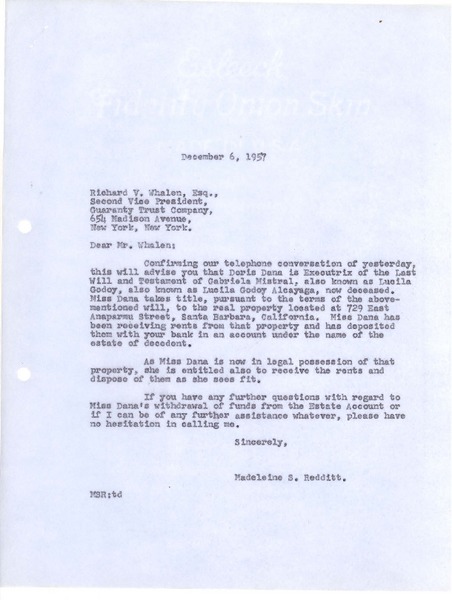 Esleeck
Fidelity Onion Skin
December 6, 1957
Richard V. Whalen, Esq.,
Second Vice President,
Guaranty Trust Company,
654 Madison Avenue,
New York, New York.
Dear Mr. Whalen:
Confirming our telephone conversation of yesterday,
this will advise you that Doris Dana is Executrix of the Last
Will and Testament of Gabriela Mistral, also known as Lucila
Godoy, also known as Lucila Godoy Alcayaga, now deceased.
Miss Dana takes title, pursuant to the terms of the above-
mentioned will, to the real property located at 729 East
Anapamu Street, Santa Barbara, California. Miss Dana has
been receiving rents from that property and has deposited
them with your bank in an account under the name of the
estate of decedent.
As Miss Dana is now in legal possession of that
property, she is entitled also to receive the rents and
dispose of them as she sees fit.
If you have any further questions with regard to
Miss Dana's withdrawal of funds from the Estate Account or
if I can be of any further assistance whatever, please have
no hesitation in calling me.
Sincerely,
Madeleine S. Redditt.
MSR:td